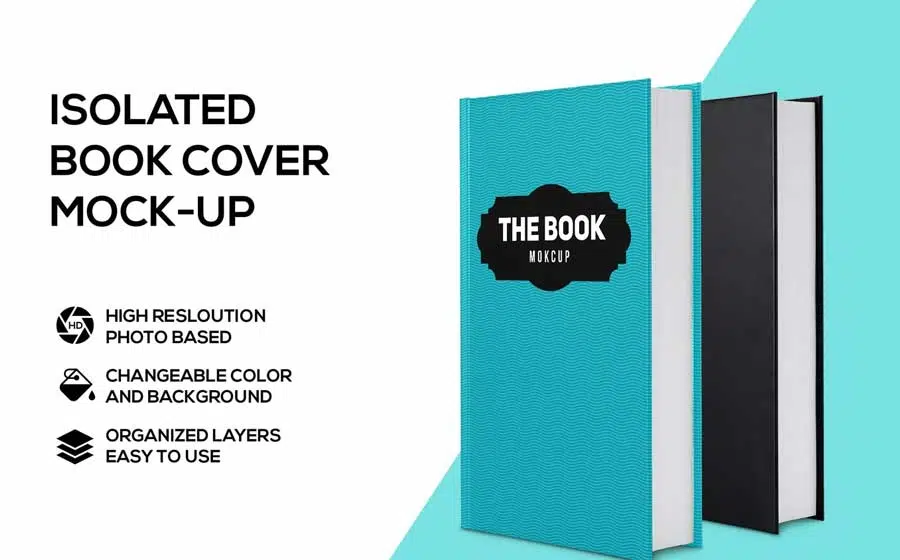 ISOLATED
BOOK COVER
MOCK-UP
HD
HIGH RESLOUTION
PHOTO BASED
CHANGEABLE COLOR
AND BACKGROUND
ORGANIZED LAYERS
EASY TO USE
THE BOOK
MOKCUP